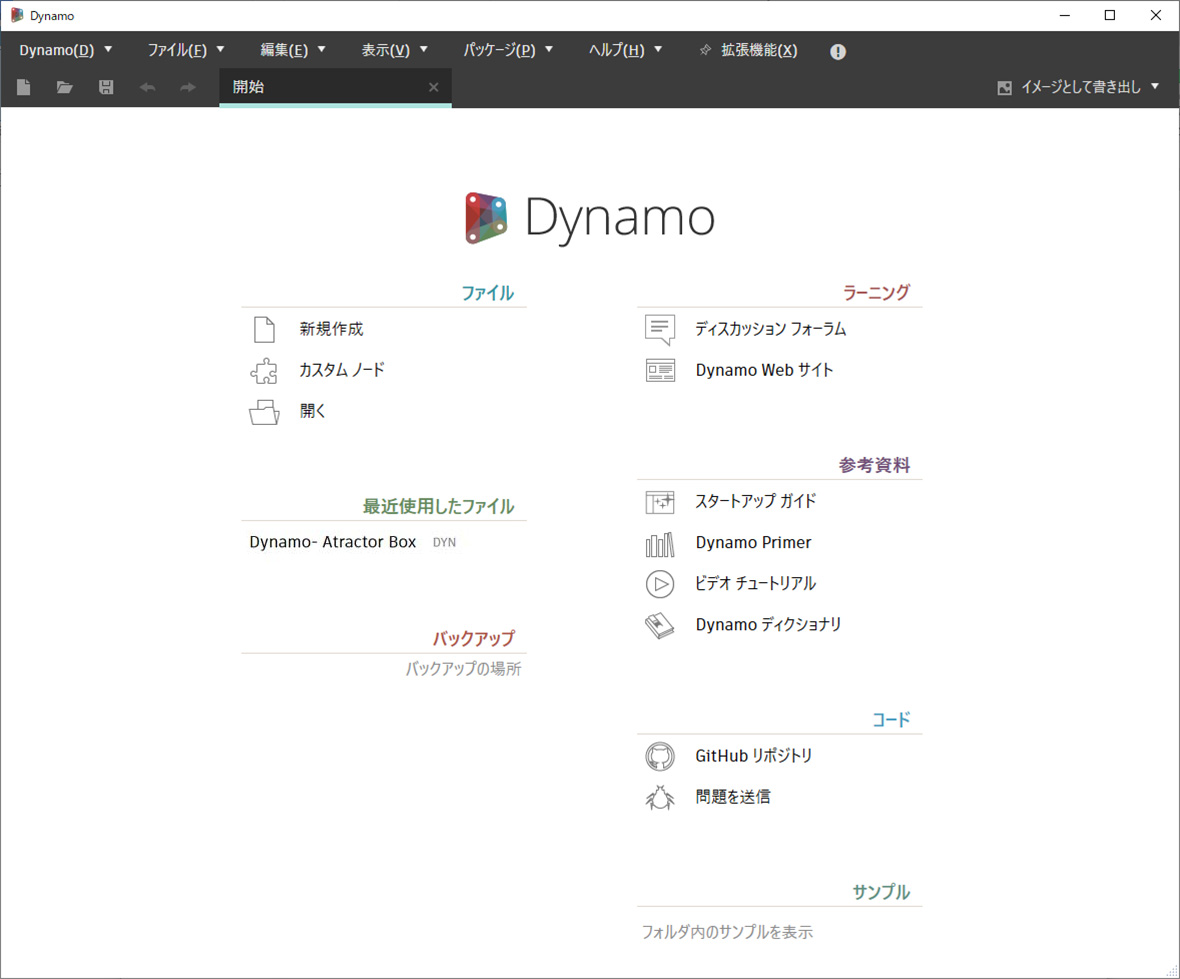 Dynamo
Dynamo(D) ファイル(F) 編集(E) 表示(V) パッケージ(P) ヘルプ(H) 拡張機能(X)
開始 イメージとして書き出し
Dynamo
ファイル
新規作成
カスタム ノード
開く
最近使用したファイル
Dynamo- Atractor Box DYN
バックアップ
バックアップの場所
ラーニング
ディスカッション フォーラム
Dynamo Web サイト
参考資料
スタートアップ ガイド
Dynamo Primer
ビデオ チュートリアル
Dynamo ディクショナリ
コード
GitHub リポジトリ
問題を送信
サンプル
フォルダ内のサンプルを表示